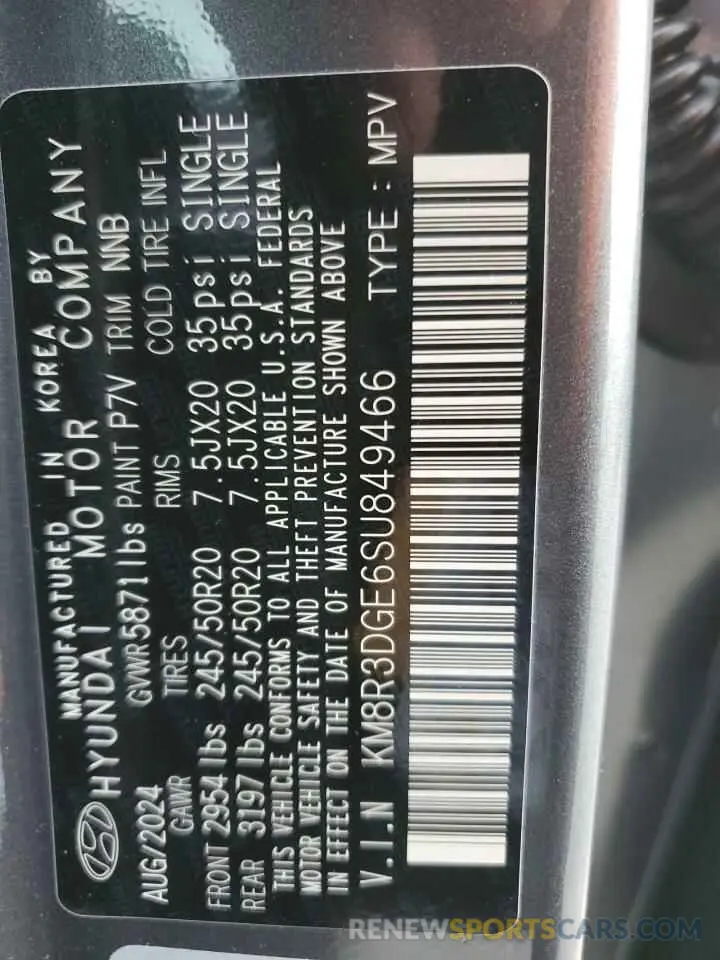 MANUFACTURED IN KOREA BY
HYUNDAI MOTOR COMPANY
AUG/2024 GVWR5871lbs PAINT P7V TRIM NNB
GAWR TIRES RIMS COLD TIRE INFL
FRONT 2954 lbs 245/50R20 7.5JX20 35psi SINGLE
REAR 3197 lbs 245/50R20 7.5JX20 35psi SINGLE
THIS VEHICLE CONFORMS TO ALL APPLICABLE U.S.A. FEDERAL
MOTOR VEHICLE SAFETY AND THEFT PREVENTION STANDARDS
IN EFFECT ON THE DATE OF MANUFACTURE SHOWN ABOVE
V.I.N KM8R3DGE6SU849466 TYPE : MPV
RENEWSPORTSCARS.COM